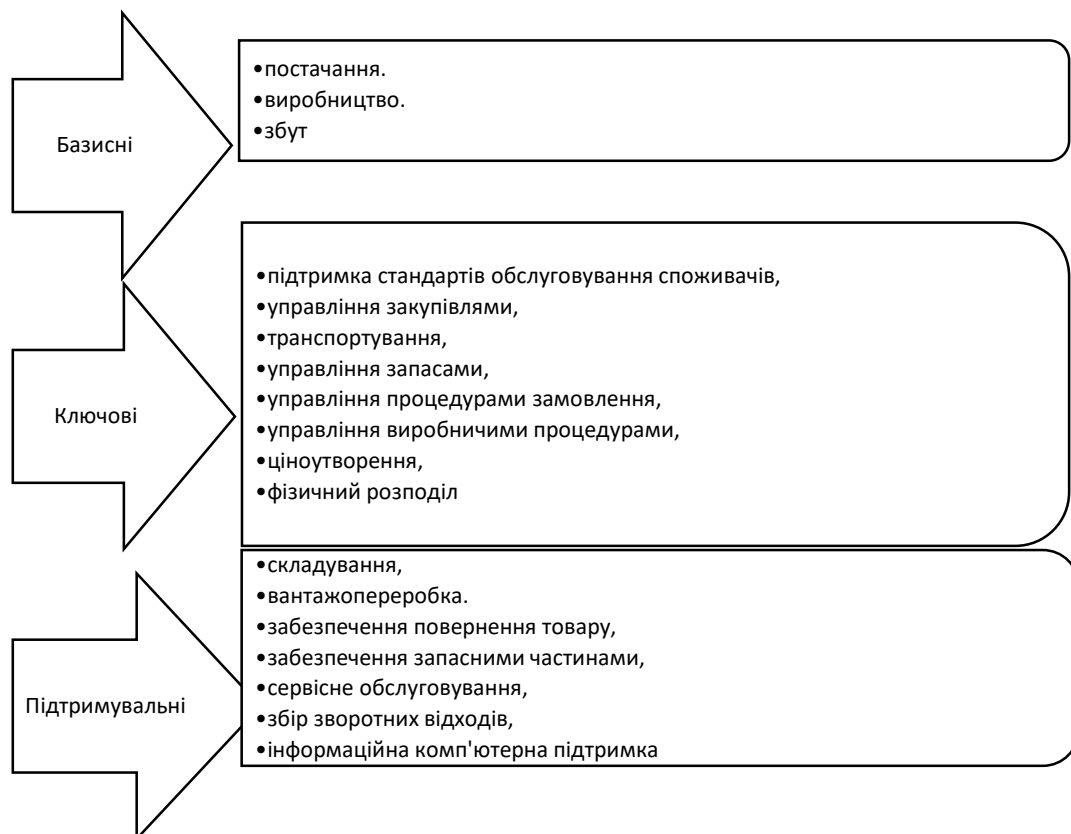 Базисні
•постачання.
•виробництво.
•збут
Ключові
•підтримка стандартів обслуговування споживачів,
•управління закупівлями,
•транспортування,
•управління запасами,
•управління процедурами замовлення,
•управління виробничими процедурами,
•ціноутворення,
•фізичний розподіл
Підтримувальні
•складування,
•вантажопереробка.
•забезпечення повернення товару,
•забезпечення запасними частинами,
•сервісне обслуговування,
•збір зворотних відходів,
•інформаційна комп'ютерна підтримка